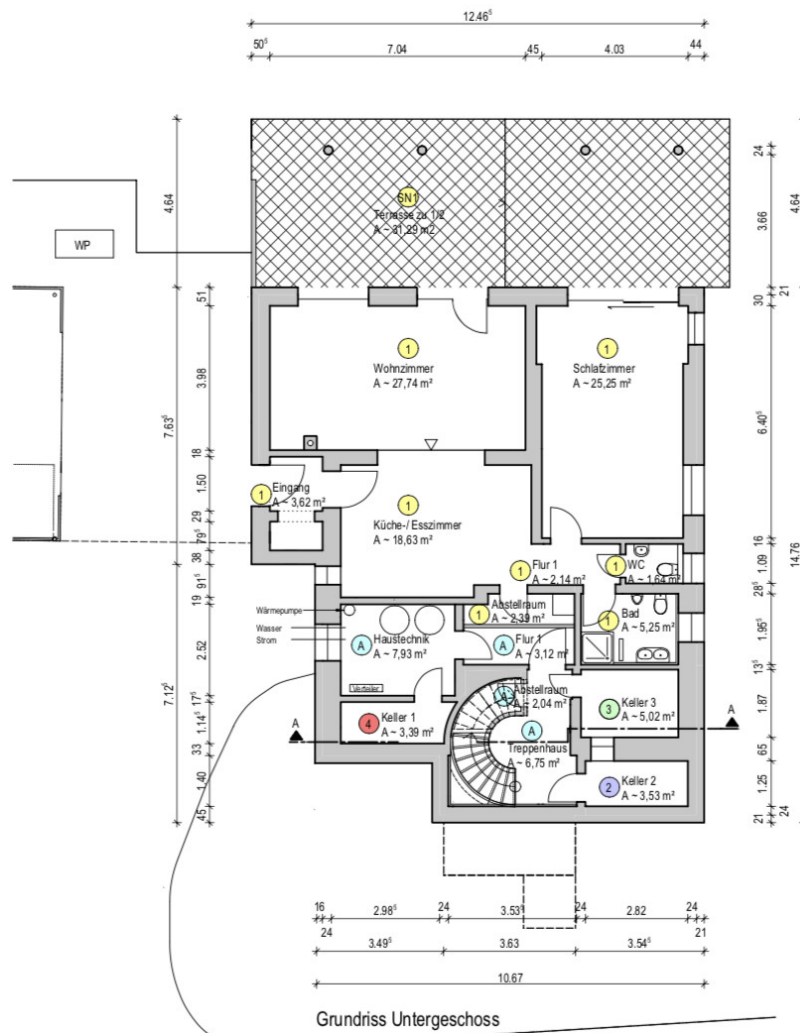 12.46⁵
50⁵ 7.04 45 4.03 44
4.64
24
3.66
4.64
SN1
Terrasse zu 1/2
A ~ 31,29 m2
WP
51
30
21
1
Wohnzimmer
A ~ 27,74 m²
1
Schlafzimmer
A ~ 25,25 m²
3.98
7.63⁵
6.40⁵
18
1.50
1
Eingang
A ~ 3,62 m²
1
Küche-/ Esszimmer
A ~ 18,63 m²
29
79⁵
38
16
14.76
1
Flur 1
A ~ 2,14 m²
1
WC
A ~ 1,64 m²
1.09
91⁵
28⁵
19
1
Abstellraum
A ~ 2,39 m²
1
Bad
A ~ 5,25 m²
1.95⁵
Wärmepumpe
Wasser
Strom
A
Haustechnik
A ~ 7,93 m²
A
Flur 1
A ~ 3,12 m²
2.52
13⁵
Verteiler
A
Abstellraum
A ~ 2,04 m²
3
Keller 3
A ~ 5,02 m²
1.87
7.12⁵
17⁵
1.14⁵
4
Keller 1
A ~ 3,39 m²
A
A
A
Treppenhaus
A ~ 6,75 m²
33
65
1.40
2
Keller 2
A ~ 3,53 m²
1.25
45
21
24
16 2.98⁵ 24 3.53⁵ 24 2.82 24
24 21
3.49⁵ 3.63 3.54⁵
10.67
Grundriss Untergeschoss